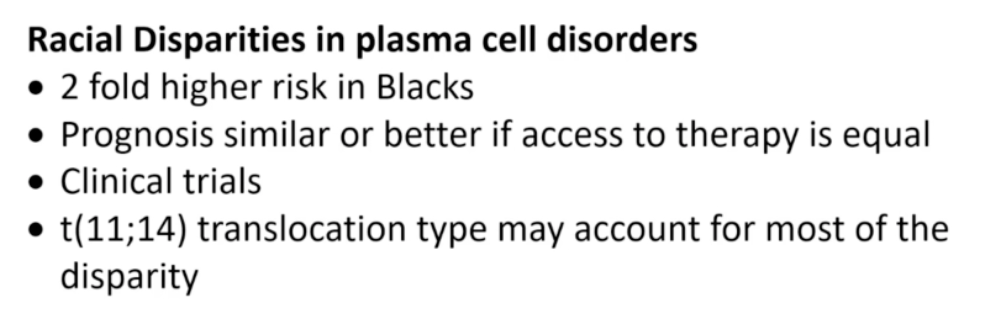 Racial Disparities in plasma cell disorders
• 2 fold higher risk in Blacks
• Prognosis similar or better if access to therapy is equal
• Clinical trials
• t(11;14) translocation type may account for most of the
disparity